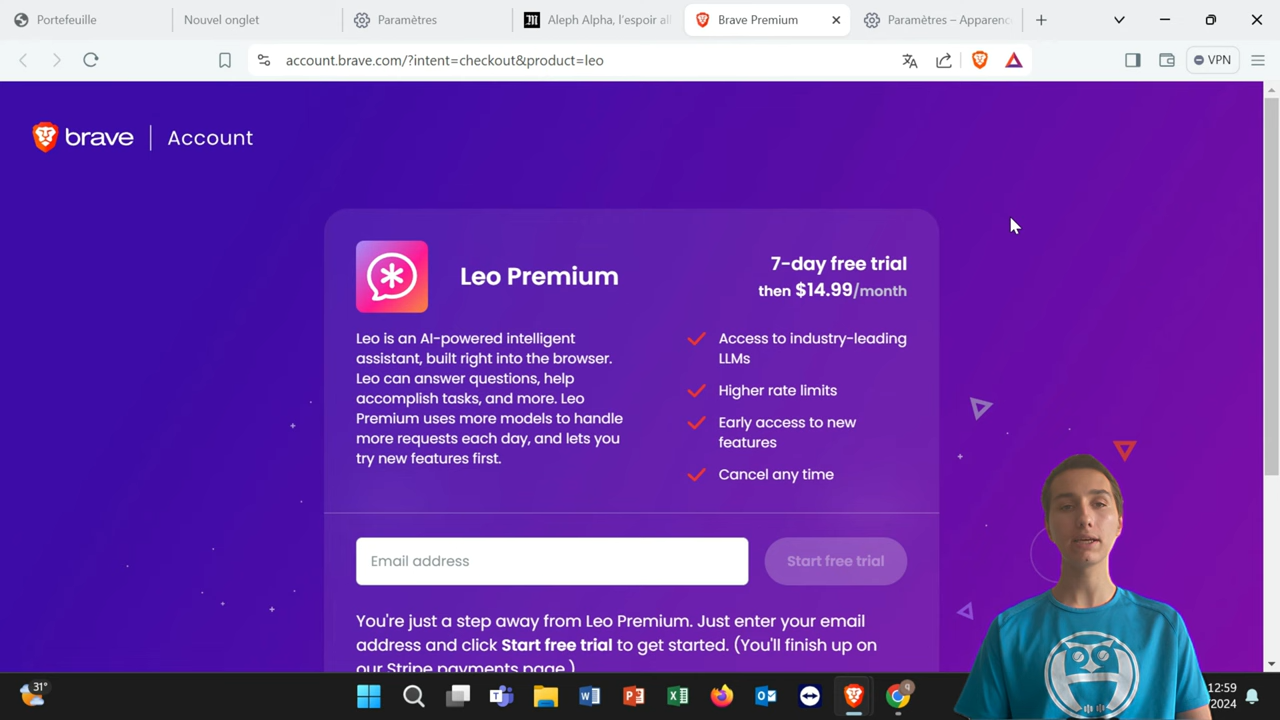 Portefeuille
Nouvel onglet
Paramètres
Aleph Alpha, l'espoir all
Brave Premium
Paramètres – Apparenc
account.brave.com/?intent=checkout&product=leo
VPN
brave | Account
Leo Premium
7-day free trial
then $14.99/month
Leo is an AI-powered intelligent
assistant, built right into the browser.
Leo can answer questions, help
accomplish tasks, and more. Leo
Premium uses more models to handle
more requests each day, and lets you
try new features first.
Access to industry-leading
LLMs
Higher rate limits
Early access to new
features
Cancel any time
Email address
Start free trial
You're just a step away from Leo Premium. Just enter your email
address and click Start free trial to get started. (You'll finish up on
our Stripe payments page.)
31°
12:59
2024